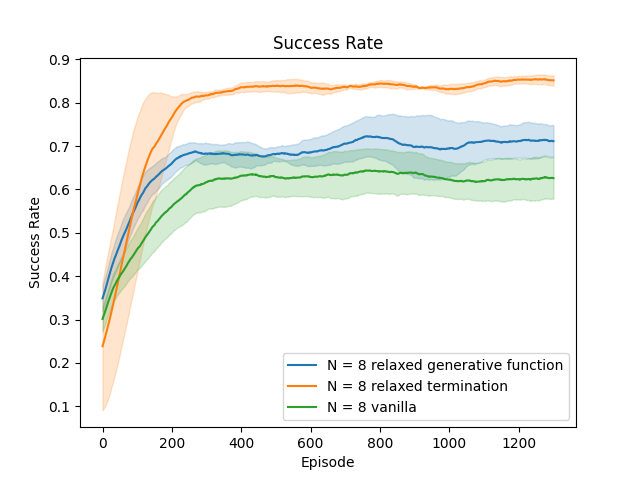 Success Rate
0.9
0.8
0.7
0.6
0.5
0.4
0.3
0.2
0.1
Success Rate
0 200 400 600 800 1000 1200
Episode
N = 8 relaxed generative function
N = 8 relaxed termination
N = 8 vanilla